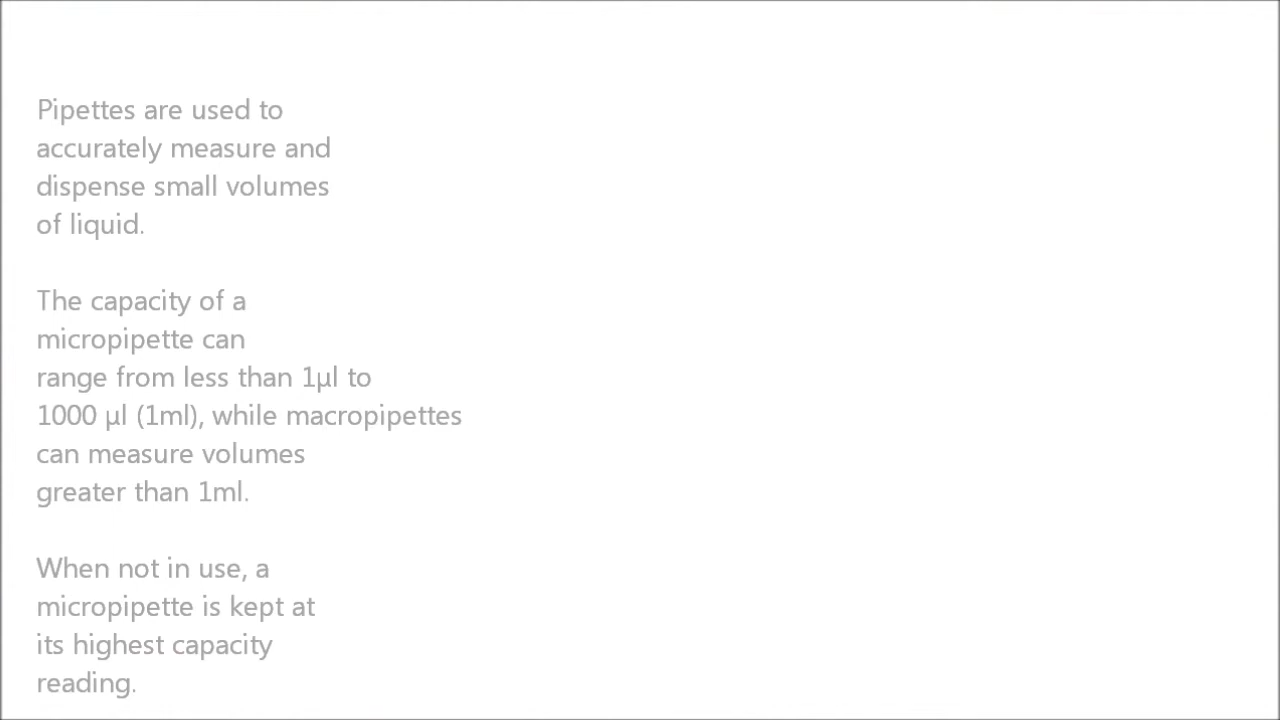 Pipettes are used to
accurately measure and
dispense small volumes
of liquid.
The capacity of a
micropipette can
range from less than 1µl to
1000 µl (1ml), while macropipettes
can measure volumes
greater than 1ml.
When not in use, a
micropipette is kept at
its highest capacity
reading.